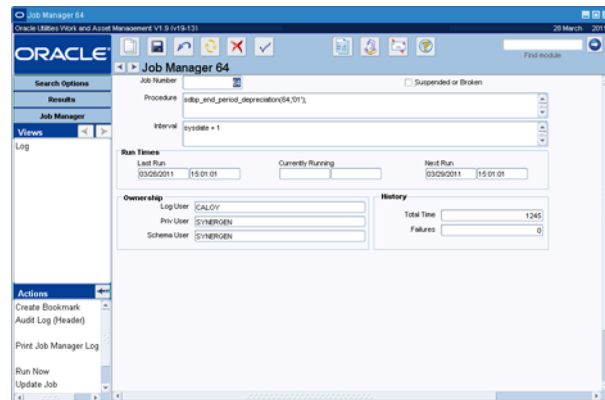 Job Manager 64
Oracle Utilities Work and Asset Management V1.9 (v19-13)
28 March 201
ORACLE
Find module
Job Manager 64
Search Options
Results
Job Manager
Views
Log
Job Number 64
Suspended or Broken
Procedure sdbp_end_period_depreciation(64,'01');
Interval sysdate + 1
Run Times
Last Run
Currently Running
Next Run
03/28/2011 15:01:01
03/29/2011 15:01:01
Ownership
History
Log User CALOY
Total Time 1245
Priv User SYNERGEN
Failures 0
Schema User SYNERGEN
Actions
Create Bookmark
Audit Log (Header)
Print Job Manager Log
Run Now
Update Job